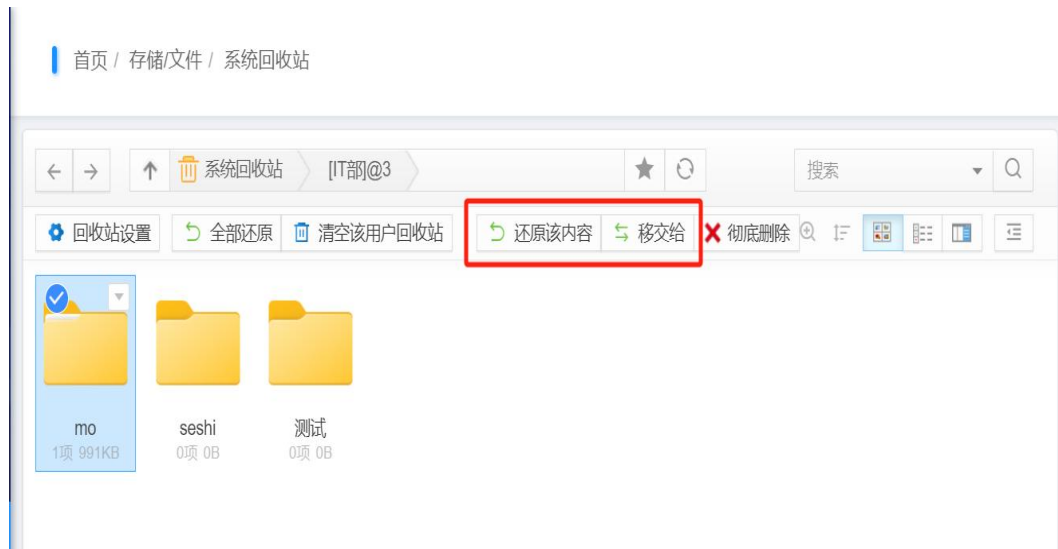 首页 / 存储/文件 / 系统回收站
系统回收站 [IT部]@3 搜索
回收站设置 全部还原 清空该用户回收站 还原该内容 移交给 彻底删除
mo seshi 测试
1项 991KB 0项 0B 0项 0B